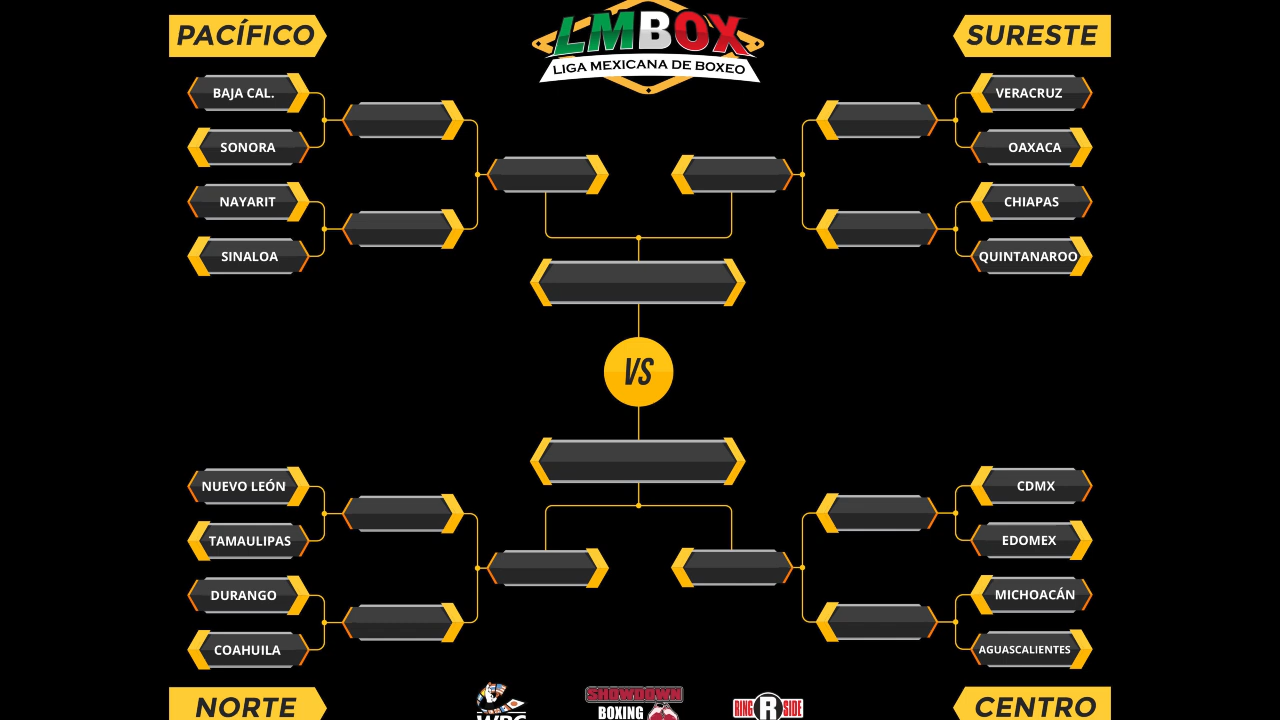 PACÍFICO
LMBOX
LIGA MEXICANA DE BOXEO
SURESTE
BAJA CAL.
SONORA
NAYARIT
SINALOA
VERACRUZ
OAXACA
CHIAPAS
QUINTANAROO
VS
NUEVO LEÓN
TAMAULIPAS
DURANGO
COAHUILA
CDMX
EDOMEX
MICHOACÁN
AGUASCALIENTES
NORTE
WBC
SHOWDOWN
BOXING
RING R SIDE
CENTRO